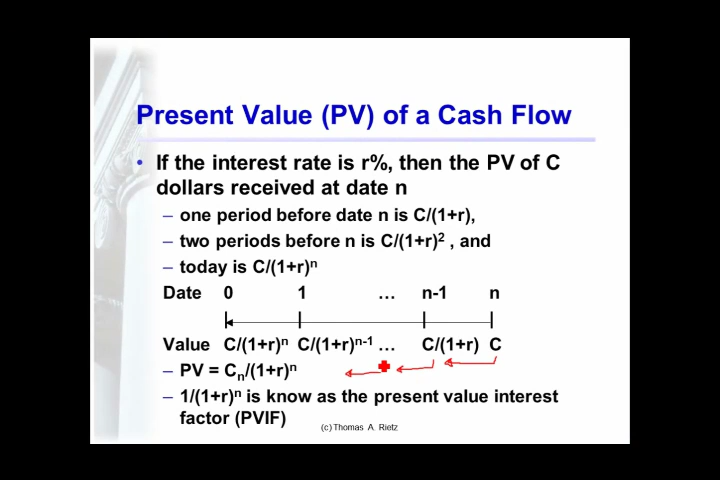 Present Value (PV) of a Cash Flow
• If the interest rate is r%, then the PV of C
dollars received at date n
– one period before date n is C/(1+r),
– two periods before n is C/(1+r)² , and
– today is C/(1+r)ⁿ
Date 0 1 … n-1 n
Value C/(1+r)ⁿ C/(1+r)ⁿ⁻¹ … C/(1+r) C
– PV = Cₙ/(1+r)ⁿ
– 1/(1+r)ⁿ is know as the present value interest
factor (PVIF)
(c) Thomas A. Rietz